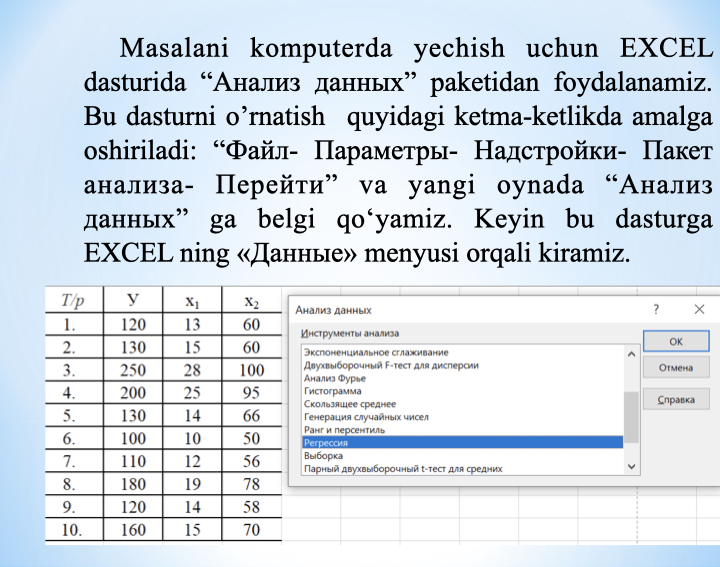 Masalani komputerda yechish uchun EXCEL
dasturida “Анализ данных” paketidan foydalanamiz.
Bu dasturni o’rnatish quyidagi ketma-ketlikda amalga
oshiriladi: “Файл- Параметры- Надстройки- Пакет
анализа- Перейти” va yangi oynada “Анализ
данных” ga belgi qo‘yamiz. Keyin bu dasturga
EXCEL ning «Данные» menyusi orqali kiramiz.
T/p У x₁ x₂
1. 120 13 60
2. 130 15 60
3. 250 28 100
4. 200 25 95
5. 130 14 66
6. 100 10 50
7. 110 12 56
8. 180 19 78
9. 120 14 58
10. 160 15 70
Анализ данных ? ×
Инструменты анализа
Экспоненциальное сглаживание
Двухвыборочный F-тест для дисперсии
Анализ Фурье
Гистограмма
Скользящее среднее
Генерация случайных чисел
Ранг и персентиль
Регрессия
Выборка
Парный двухвыборочный t-тест для средних
ОК
Отмена
Справка